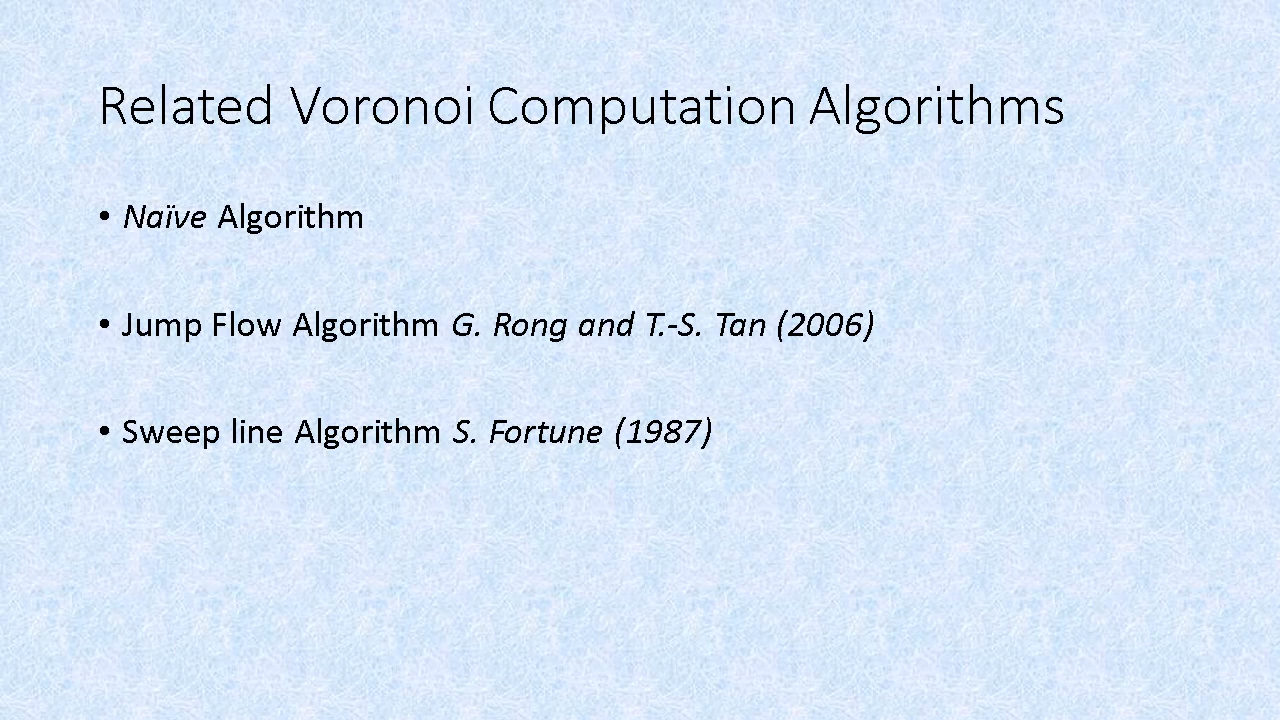 Related Voronoi Computation Algorithms
• Naïve Algorithm
• Jump Flow Algorithm G. Rong and T.-S. Tan (2006)
• Sweep line Algorithm S. Fortune (1987)